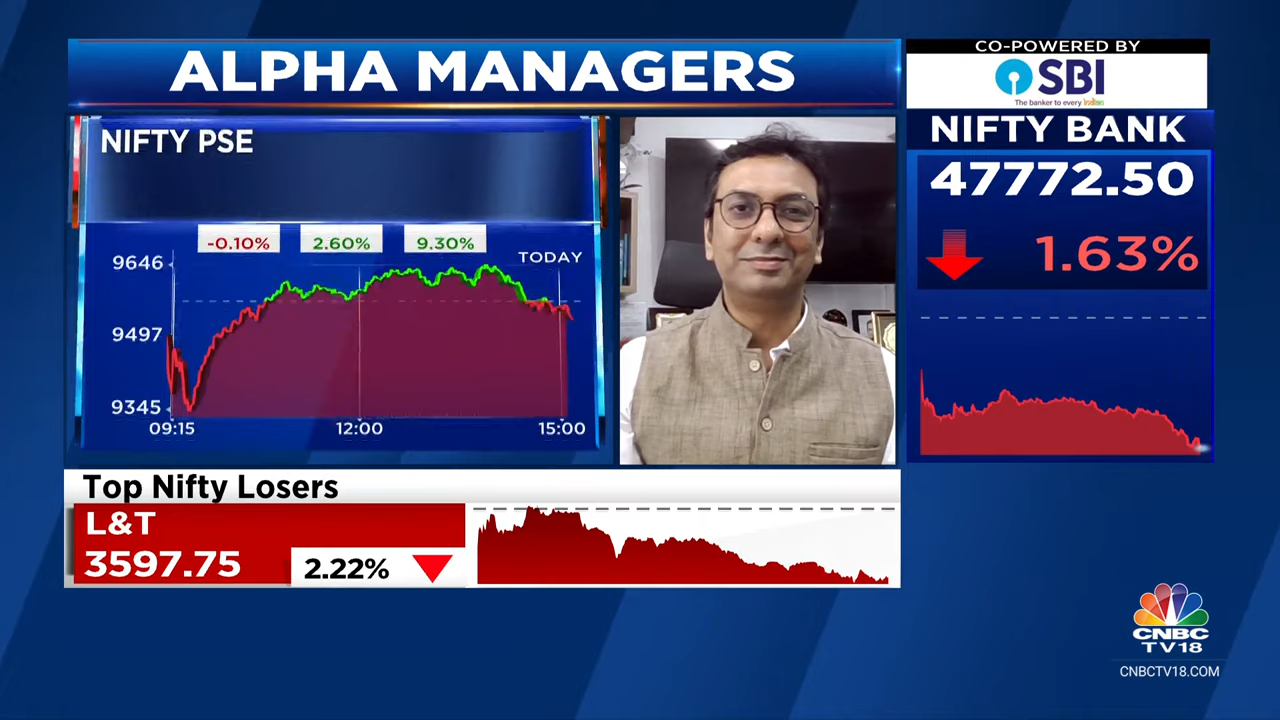 ALPHA MANAGERS
CO-POWERED BY
SBI
The banker to every Indian
NIFTY PSE
NIFTY BANK
47772.50
1.63%
-0.10% 2.60% 9.30%
TODAY
9646
9497
9345
09:15 12:00 15:00
Top Nifty Losers
L&T
3597.75 2.22%
CNBC
TV18
CNBCTV18.COM